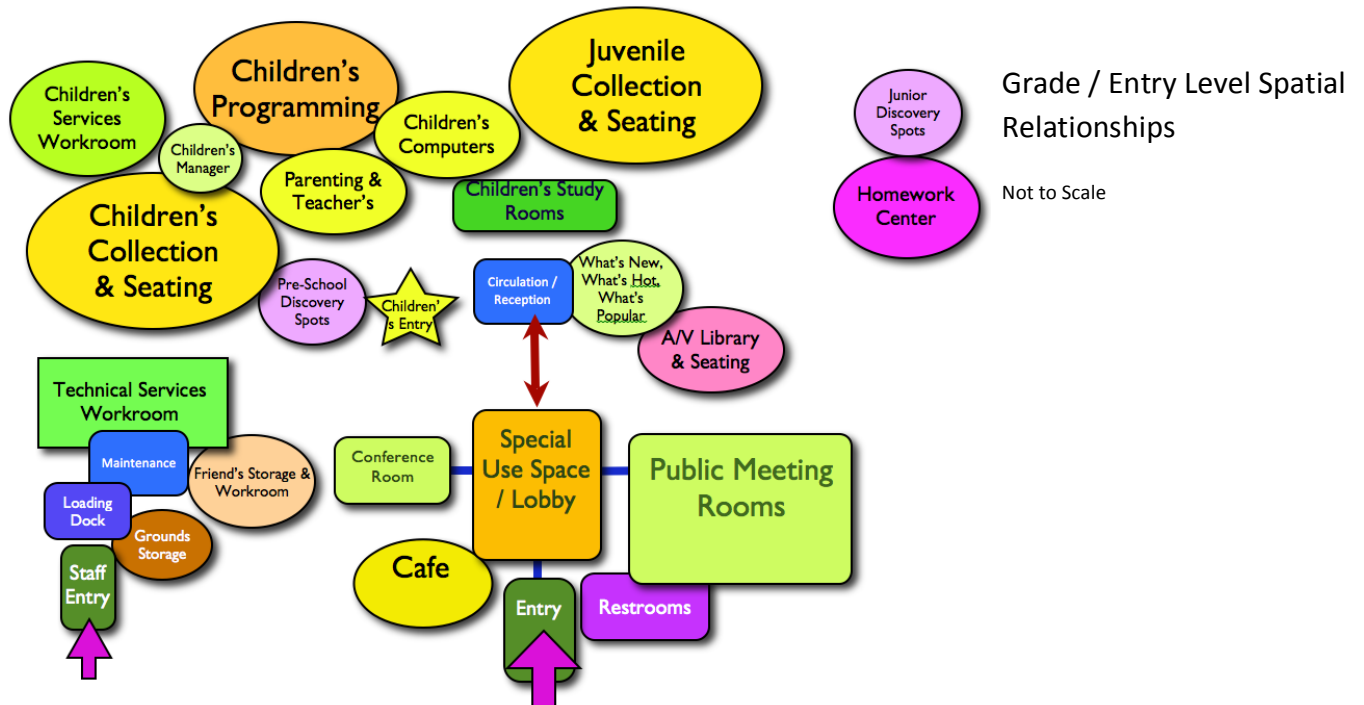 Children's
Services
Workroom
Children's
Programming
Children's
Manager
Children's
Computers
Juvenile
Collection
& Seating
Junior
Discovery
Spots
Grade / Entry Level Spatial
Relationships
Homework
Center
Not to Scale
Parenting &
Teacher's
Children's Study
Rooms
Children's
Collection
& Seating
Pre-School
Discovery
Spots
Children'
s Entry
Circulation /
Reception
What's New,
What's Hot,
What's
Popular
A/V Library
& Seating
Technical Services
Workroom
Maintenance
Friend's Storage &
Workroom
Loading
Dock
Grounds
Storage
Staff
Entry
Conference
Room
Special
Use Space
/ Lobby
Public Meeting
Rooms
Cafe
Entry
Restrooms